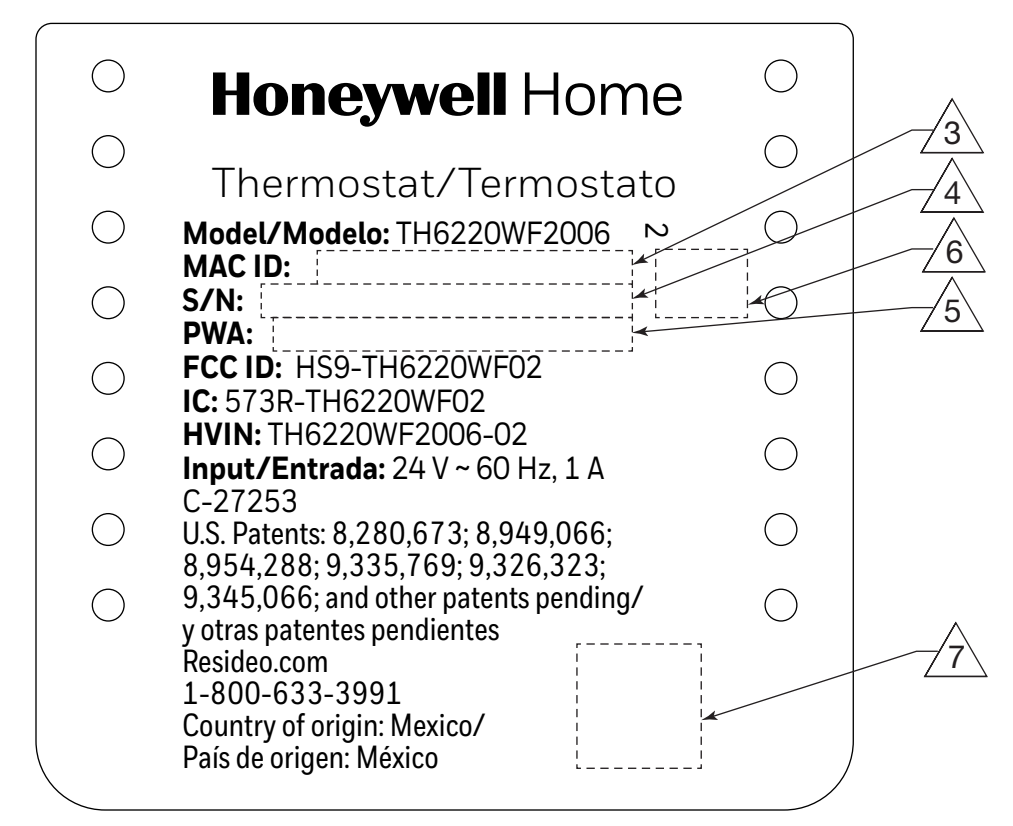 Honeywell Home
Thermostat/Termostato
Model/Modelo: TH6220WF2006
2
MAC ID:
S/N:
PWA:
FCC ID: HS9-TH6220WF02
IC: 573R-TH6220WF02
HVIN: TH6220WF2006-02
Input/Entrada: 24 V ~ 60 Hz, 1 A
C-27253
U.S. Patents: 8,280,673; 8,949,066;
8,954,288; 9,335,769; 9,326,323;
9,345,066; and other patents pending/
y otras patentes pendientes
Resideo.com
1-800-633-3991
Country of origin: Mexico/
País de origen: México
3
4
6
5
7